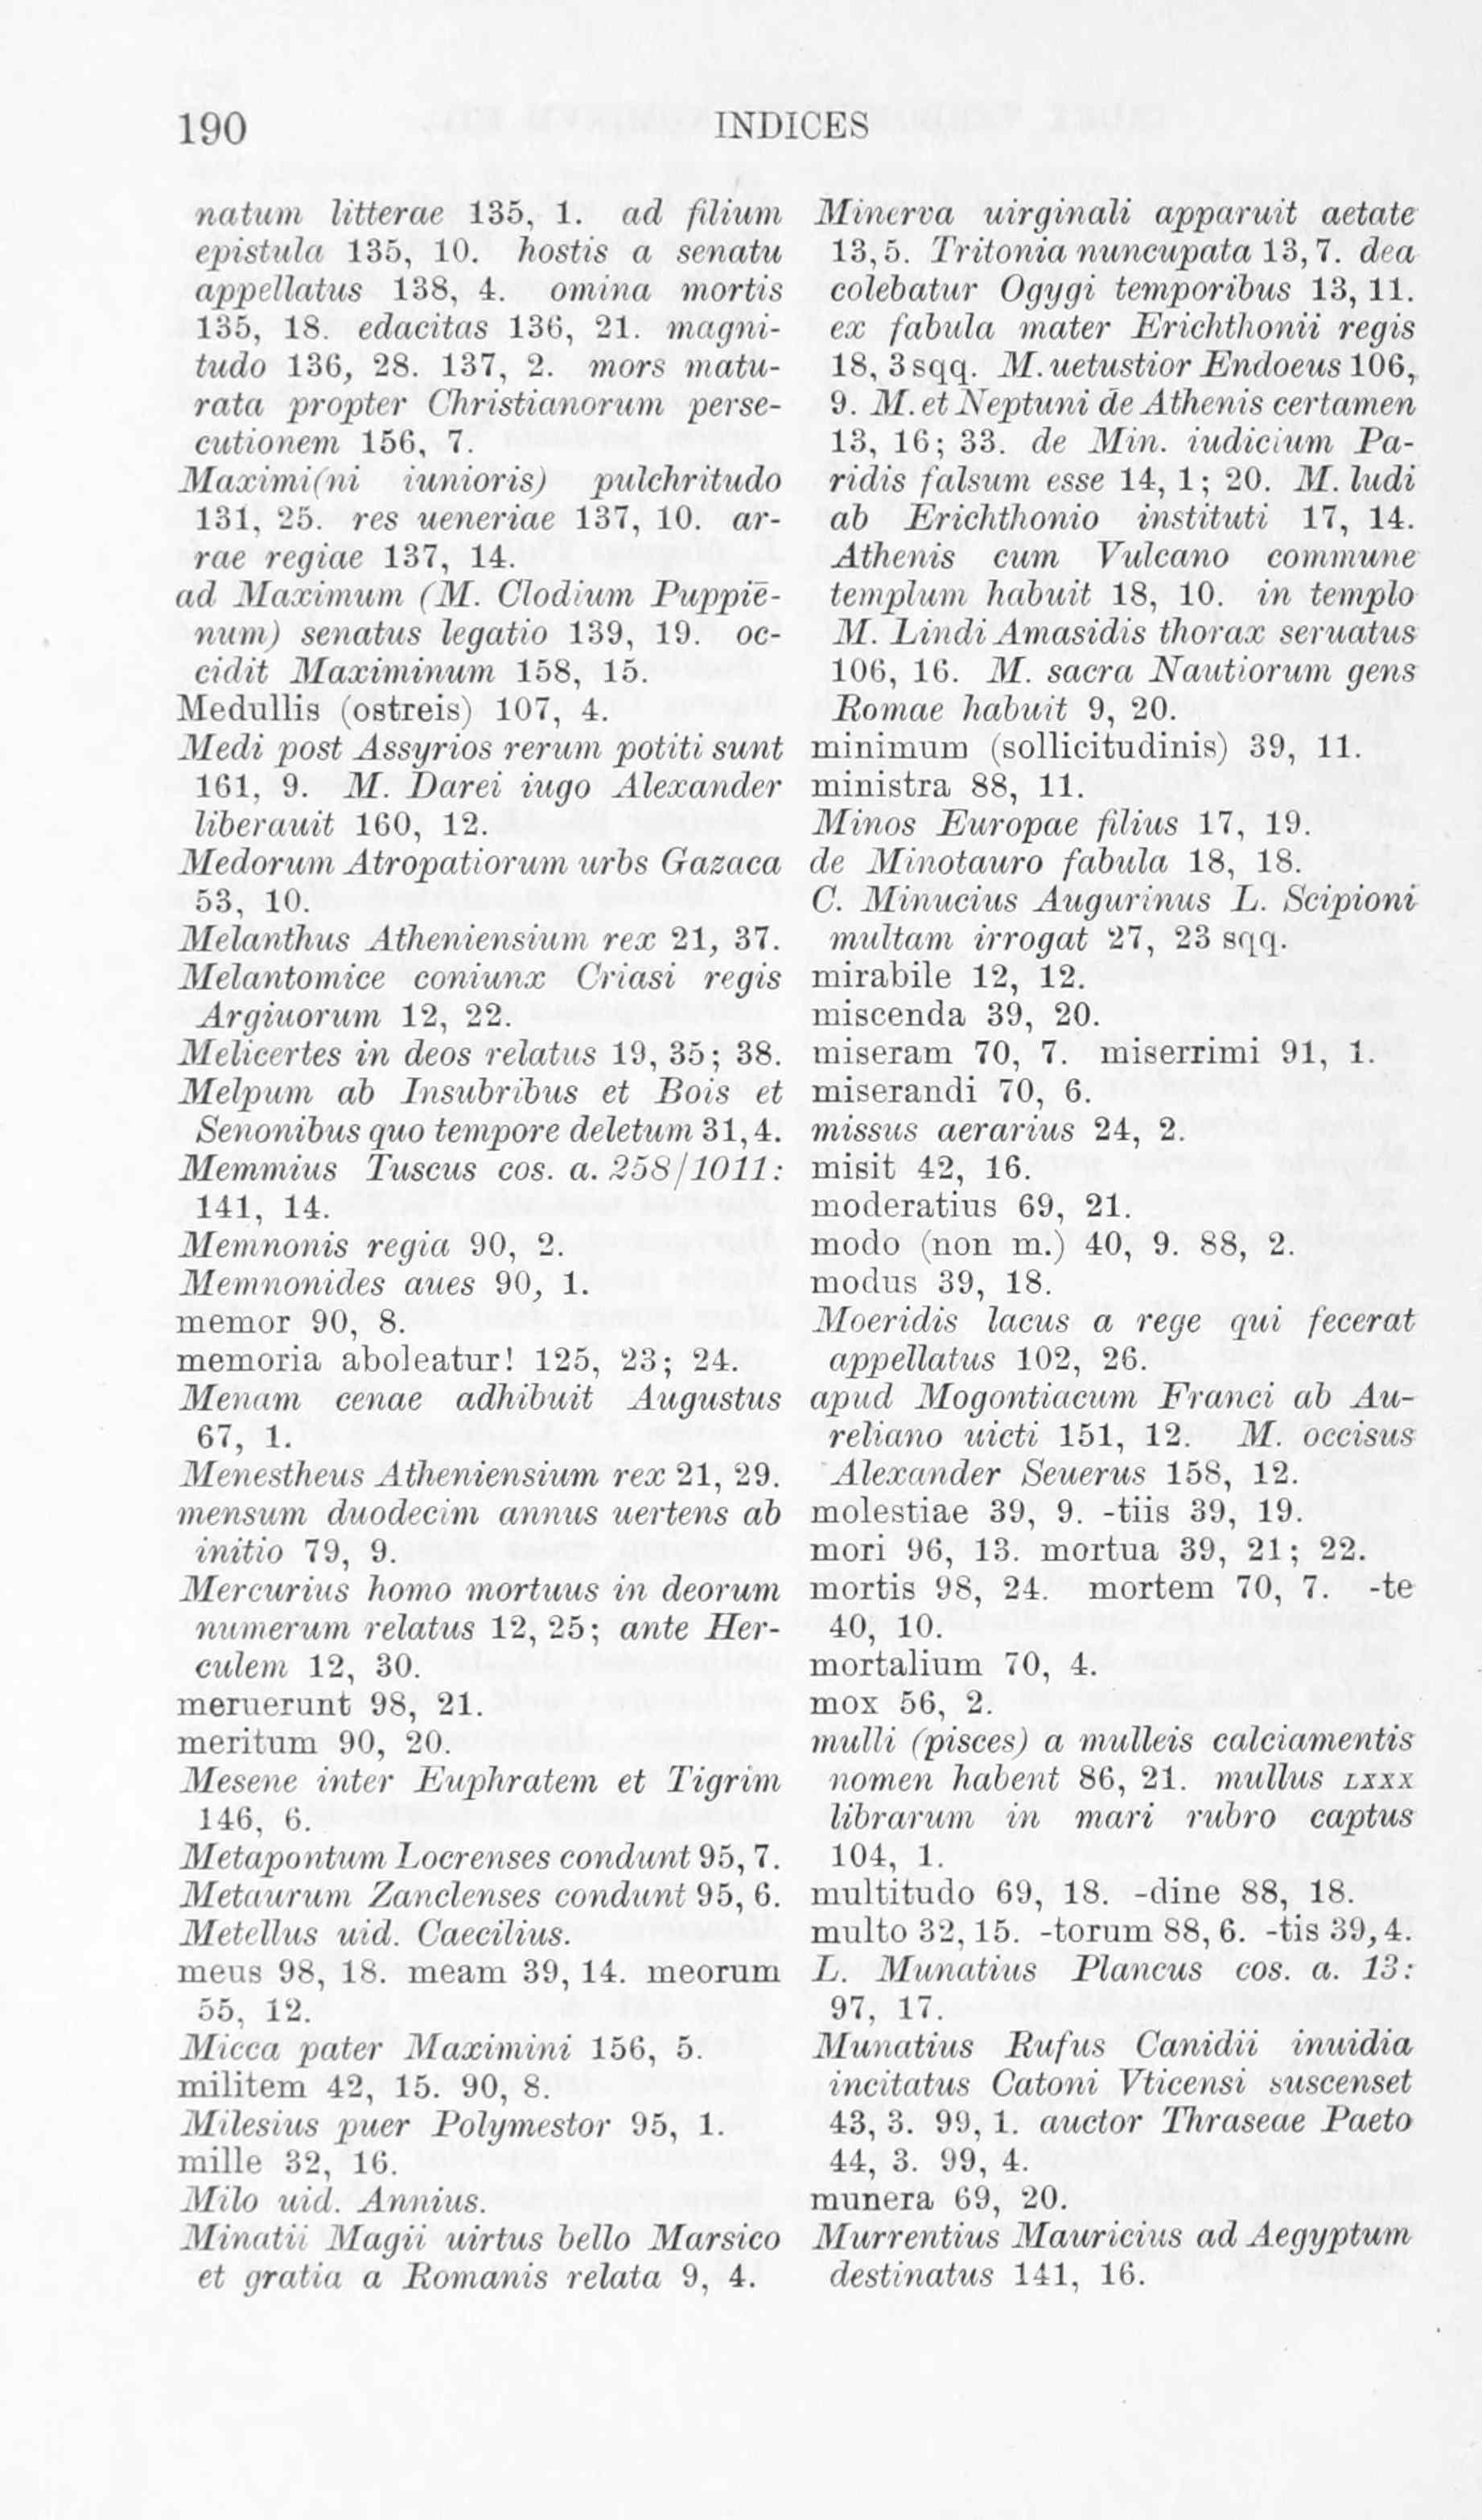 190
INDICES
natum litterae 135, 1. ad filium
epistula 135, 10. hostis a senatu
appellatus 138, 4. omina mortis
135, 18. edacitas 136, 21. magni-
tudo 136, 28. 137, 2. mors matu-
rata propter Christianorum perse-
cutionem 156, 7.
Maximi(ni iunioris) pulchritudo
131, 25. res ueneriae 137, 10. ar-
rae regiae 137, 14.
ad Maximum (M. Clodium Puppie-
num) senatus legatio 139, 19. oc-
cidit Maximinum 158, 15.
Medullis (ostreis) 107, 4.
Medi post Assyrios rerum potiti sunt
161, 9. M. Darei iugo Alexander
liberauit 160, 12.
Medorum Atropatiorum urbs Gazaca
53, 10.
Melanthus Atheniensium rex 21, 37.
Melantomice coniunx Criasi regis
Argiuorum 12, 22.
Melicertes in deos relatus 19, 35; 38.
Melpum ab Insubribus et Bois et
Senonibus quo tempore deletum 31, 4.
Memmius Tuscus cos. a. 258/1011:
141, 14.
Memnonis regia 90, 2.
Memnonides aues 90, 1.
memor 90, 8.
memoria aboleatur! 125, 23; 24.
Menam cenae adhibuit Augustus
67, 1.
Menestheus Atheniensium rex 21, 29.
mensum duodecim annus uertens ab
initio 79, 9.
Mercurius homo mortuus in deorum
numerum relatus 12, 25; ante Her-
culem 12, 30.
meruerunt 98, 21.
meritum 90, 20.
Mesene inter Euphratem et Tigrim
146, 6.
Metapontum Locrenses condunt 95, 7.
Metaurum Zanclenses condunt 95, 6.
Metellus uid. Caecilius.
meus 98, 18. meam 39, 14. meorum
55, 12.
Micca pater Maximini 156, 5.
militem 42, 15. 90, 8.
Milesius puer Polymestor 95, 1.
mille 32, 16.
Milo uid. Annius.
Minatii Magii uirtus bello Marsico
et gratia a Romanis relata 9, 4.
Minerva uirginali apparuit aetate
13, 5. Tritonia nuncupata 13, 7. dea
colebatur Ogygi temporibus 13, 11.
ex fabula mater Erichthonii regis
18, 3 sqq. M. uetustior Endoeus 106,
9. M. et Neptuni de Athenis certamen
13, 16; 33. de Min. iudicium Pa-
ridis falsum esse 14, 1; 20. M. ludi
ab Erichthonio instituti 17, 14.
Athenis cum Vulcano commune
templum habuit 18, 10. in templo
M. Lindi Amasidis thorax seruatus
106, 16. M. sacra Nautiorum gens
Romae habuit 9, 20.
minimum (sollicitudinis) 39, 11.
ministra 88, 11.
Minos Europae filius 17, 19.
de Minotauro fabula 18, 18.
C. Minucius Augurinus L. Scipioni
multam irrogat 27, 23 sqq.
mirabile 12, 12.
miscenda 39, 20.
miseram 70, 7. miserrimi 91, 1.
miserandi 70, 6.
missus aerarius 24, 2.
misit 42, 16.
moderatius 69, 21.
modo (non m.) 40, 9. 88, 2.
modus 39, 18.
Moeridis lacus a rege qui fecerat
appellatus 102, 26.
apud Mogontiacum Franci ab Au-
reliano uicti 151, 12. M. occisus
Alexander Seuerus 158, 12.
molestiae 39, 9. -tiis 39, 19.
mori 96, 13. mortua 39, 21; 22.
mortis 98, 24. mortem 70, 7. -te
40, 10.
mortalium 70, 4.
mox 56, 2.
mulli (pisces) a mulleis calciamentis
nomen habent 86, 21. mullus LXXX
librarum in mari rubro captus
104, 1.
multitudo 69, 18. -dine 88, 18.
multo 32, 15. -torum 88, 6. -tis 39, 4.
L. Munatius Plancus cos. a. 13:
97, 17.
Munatius Rufus Canidii inuidia
incitatus Catoni Vticensi suscenset
43, 3. 99, 1. auctor Thraseae Paeto
44, 3. 99, 4.
munera 69, 20.
Murrentius Mauricius ad Aegyptum
destinatus 141, 16.